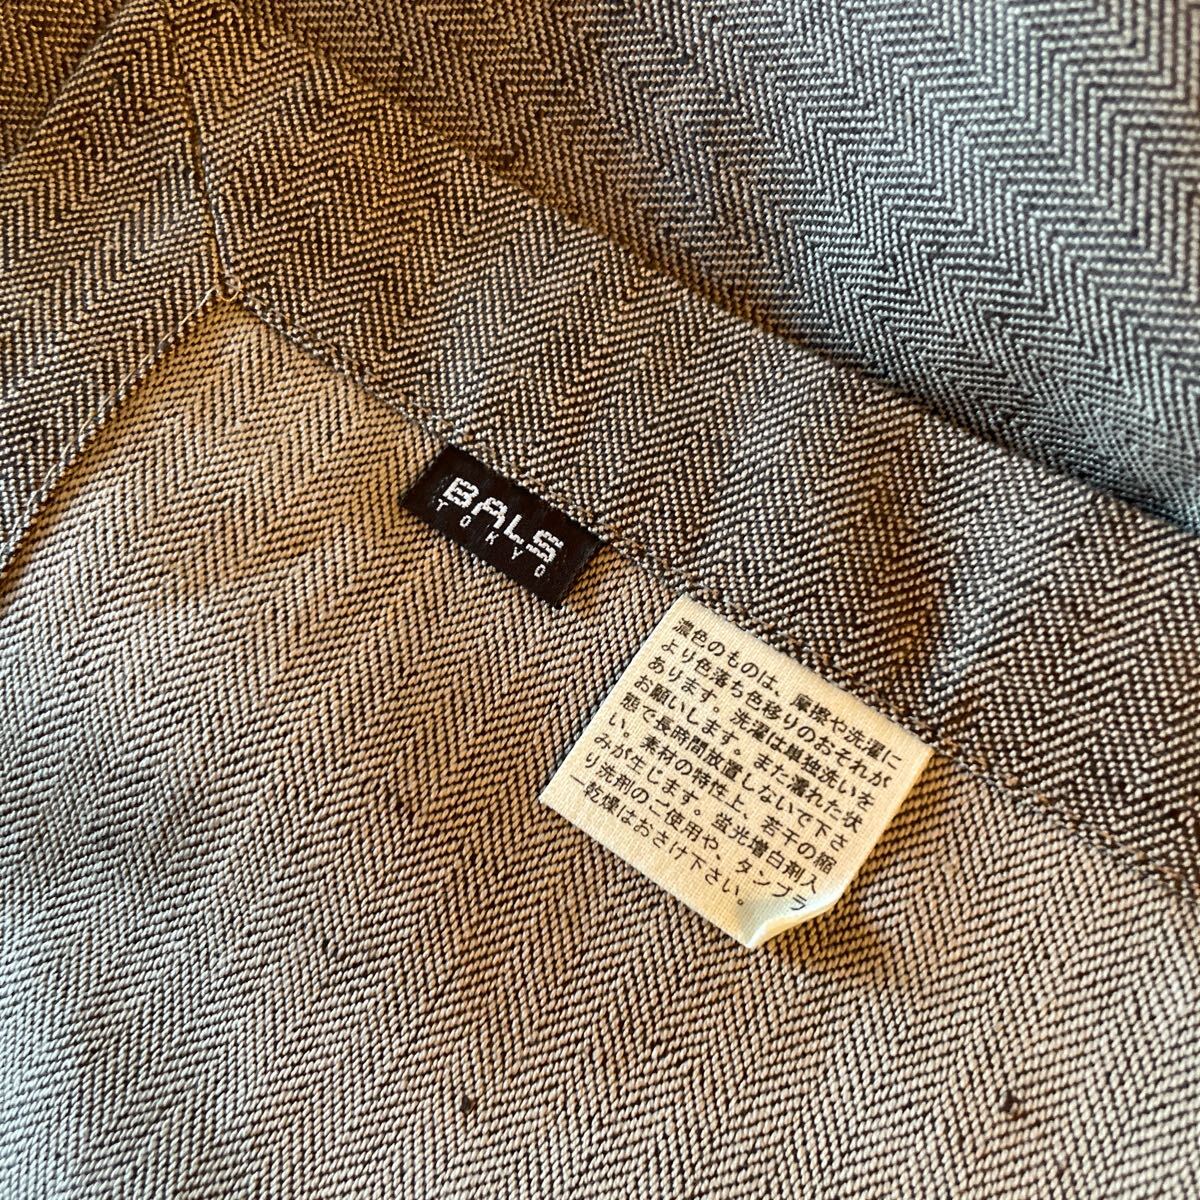 BALS
TOKYO
濃色のものは、摩擦や洗濯に
より色落ち色移りのおそれが
あります。洗濯は単独洗いを
お願いします。また濡れた状
態で長時間放置しないで下さ
い。素材の特性上、若干の縮
みが生じます。蛍光増白剤入
り洗剤のご使用や、タンブラ
ー乾燥はおさけ下さい。